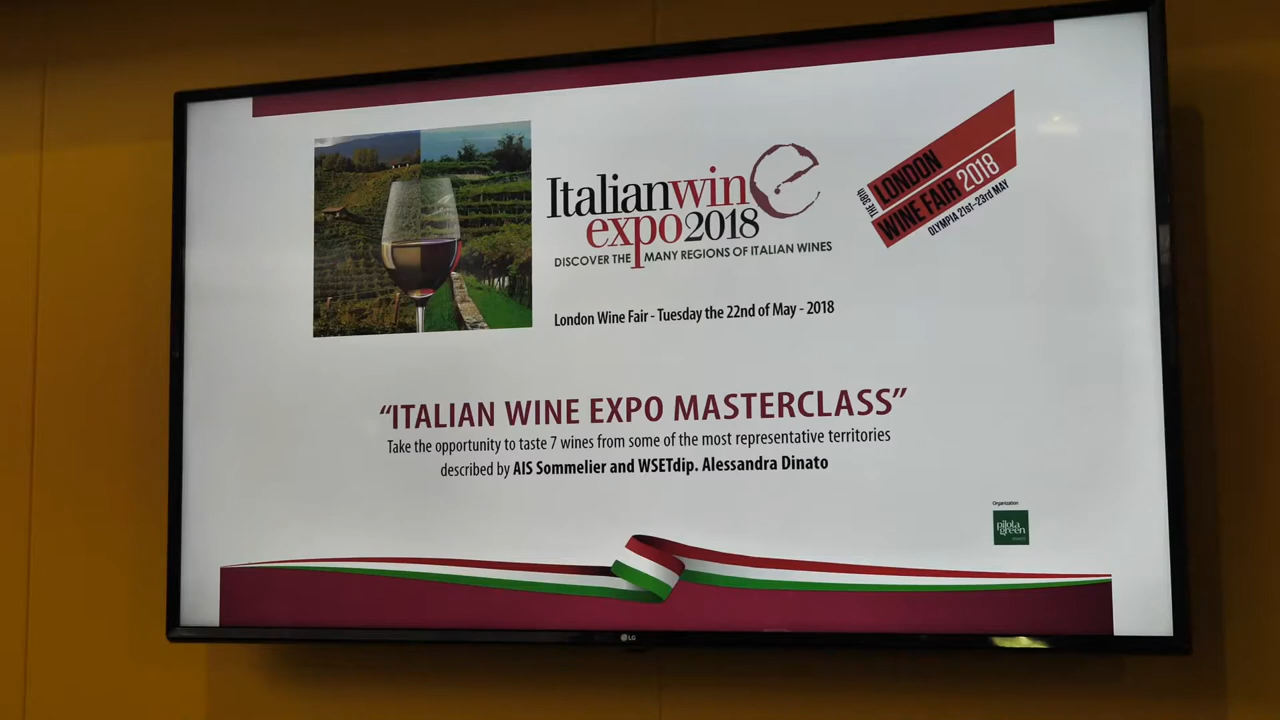 Italianwine
expo2018
DISCOVER THE MANY REGIONS OF ITALIAN WINES
THE 38th
LONDON
WINE FAIR 2018
OLYMPIA 21st-23rd MAY
London Wine Fair - Tuesday the 22nd of May - 2018
“ITALIAN WINE EXPO MASTERCLASS”
Take the opportunity to taste 7 wines from some of the most representative territories
described by AIS Sommelier and WSETdip. Alessandra Dinato
Organization
pilota
green
LG